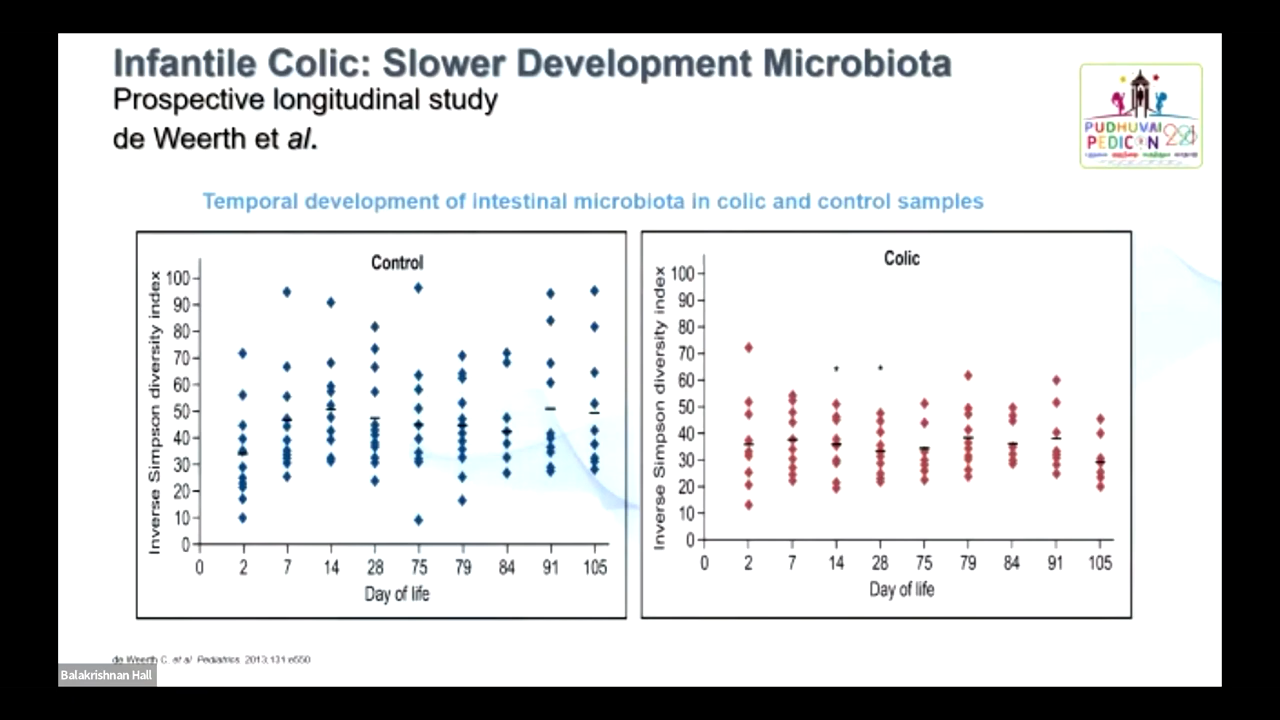 Infantile Colic: Slower Development Microbiota
Prospective longitudinal study
de Weerth et al.
PUDHUVAI
PEDICON
Temporal development of intestinal microbiota in colic and control samples
Control
Inverse Simpson diversity index
100
90
80
70
60
50
40
30
20
10
0
0 2 7 14 28 75 79 84 91 105
Day of life
Colic
Inverse Simpson diversity index
100
90
80
70
60
50
40
30
20
10
0
* *
0 2 7 14 28 75 79 84 91 105
Day of life
de Weerth C. et al Pediatrics. 2013;131:e550
Balakrishnan Hall